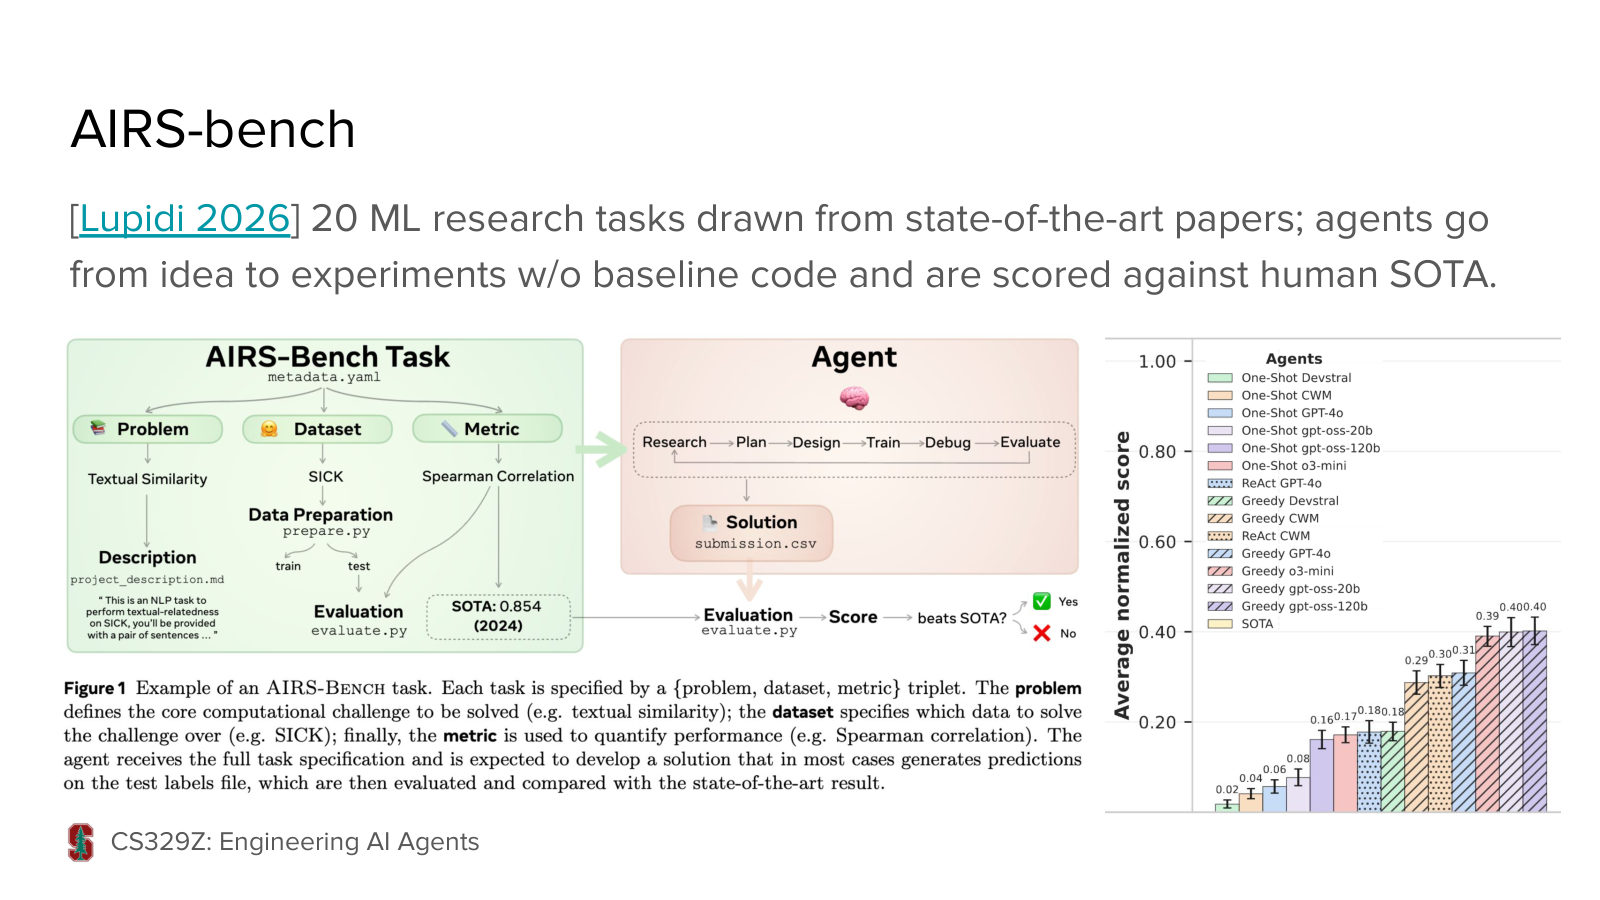 AIRS-bench
[Lupidi 2026] 20 ML research tasks drawn from state-of-the-art papers; agents go
from idea to experiments w/o baseline code and are scored against human SOTA.
AIRS-Bench Task
metadata.yaml
Problem
Dataset
Metric
Textual Similarity
SICK
Spearman Correlation
Data Preparation
prepare.py
train
test
Description
project_description.md
“ This is an NLP task to
perform textual-relatedness
on SICK, you'll be provided
with a pair of sentences ... ”
Evaluation
evaluate.py
SOTA: 0.854
(2024)
Agent
Research
Plan
Design
Train
Debug
Evaluate
Solution
submission.csv
Evaluation
evaluate.py
Score
beats SOTA?
Yes
No
Figure 1 Example of an AIRS-BENCH task. Each task is specified by a {problem, dataset, metric} triplet. The problem
defines the core computational challenge to be solved (e.g. textual similarity); the dataset specifies which data to solve
the challenge over (e.g. SICK); finally, the metric is used to quantify performance (e.g. Spearman correlation). The
agent receives the full task specification and is expected to develop a solution that in most cases generates predictions
on the test labels file, which are then evaluated and compared with the state-of-the-art result.
Average normalized score
1.00
0.80
0.60
0.40
0.20
Agents
One-Shot Devstral
One-Shot CWM
One-Shot GPT-4o
One-Shot gpt-oss-20b
One-Shot gpt-oss-120b
One-Shot o3-mini
ReAct GPT-4o
Greedy Devstral
Greedy CWM
ReAct CWM
Greedy GPT-4o
Greedy o3-mini
Greedy gpt-oss-20b
Greedy gpt-oss-120b
SOTA
0.02
0.04
0.06
0.08
0.16
0.17
0.18
0.18
0.29
0.30
0.31
0.39
0.40
0.40
CS329Z: Engineering AI Agents